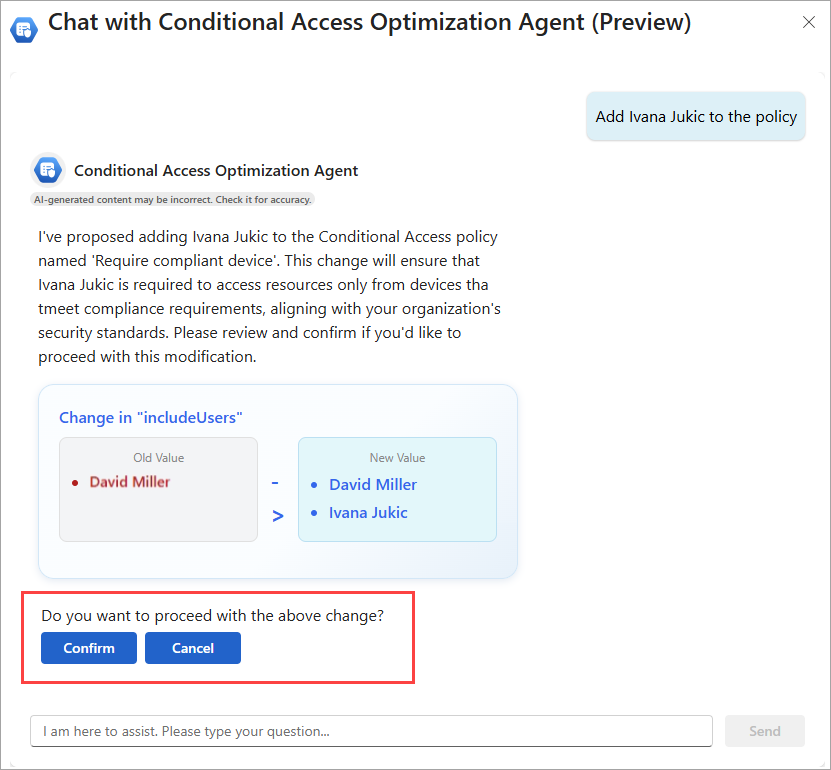 Chat with Conditional Access Optimization Agent (Preview)
Add Ivana Jukic to the policy
Conditional Access Optimization Agent
AI-generated content may be incorrect. Check it for accuracy.
I've proposed adding Ivana Jukic to the Conditional Access policy
named 'Require compliant device'. This change will ensure that
Ivana Jukic is required to access resources only from devices tha
tmeet compliance requirements, aligning with your organization's
security standards. Please review and confirm if you'd like to
proceed with this modification.
Change in "includeUsers"
Old Value
• David Miller
->
New Value
• David Miller
• Ivana Jukic
Do you want to proceed with the above change?
Confirm Cancel
I am here to assist. Please type your question... Send